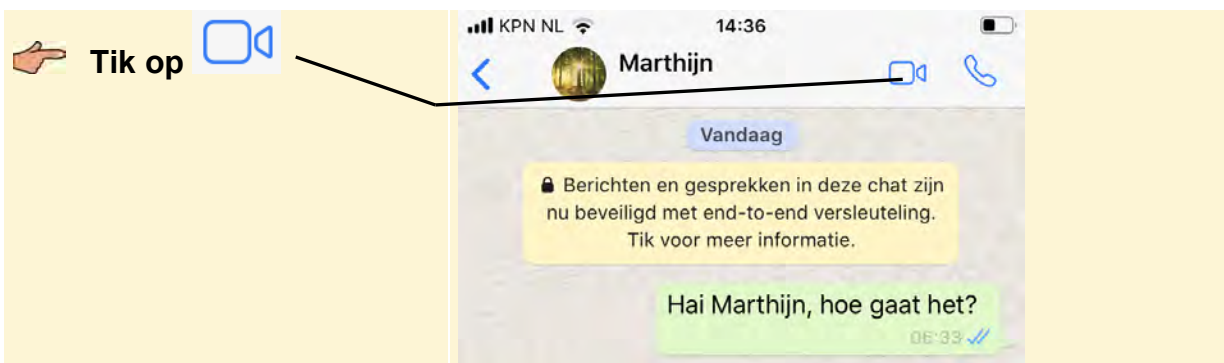 Tik op
KPN NL 14:36
Marthijn
Vandaag
Berichten en gesprekken in deze chat zijn
nu beveiligd met end-to-end versleuteling.
Tik voor meer informatie.
Hai Marthijn, hoe gaat het?
06:33